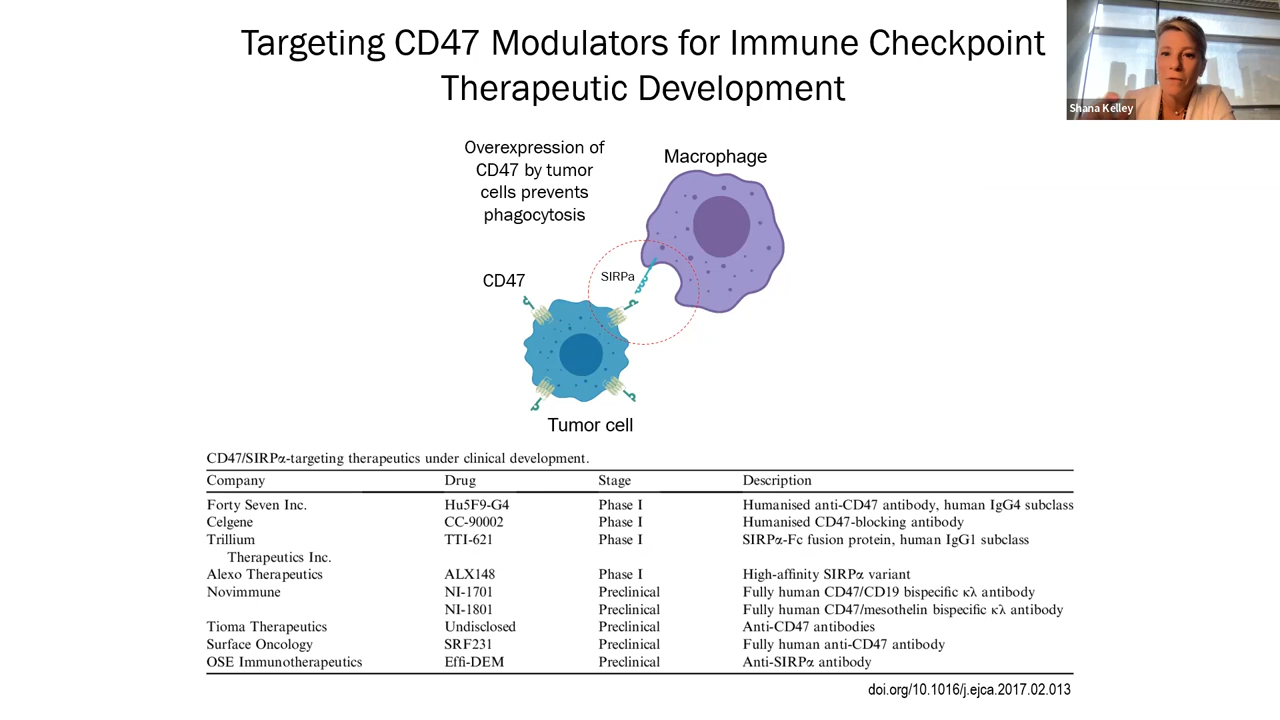 Targeting CD47 Modulators for Immune Checkpoint
Therapeutic Development
Shana Kelley
Overexpression of
CD47 by tumor
cells prevents
phagocytosis
Macrophage
SIRPa
CD47
Tumor cell
CD47/SIRPα-targeting therapeutics under clinical development.
Company Drug Stage Description
Forty Seven Inc. Hu5F9-G4 Phase I Humanised anti-CD47 antibody, human IgG4 subclass
Celgene CC-90002 Phase I Humanised CD47-blocking antibody
Trillium TTI-621 Phase I SIRPα-Fc fusion protein, human IgG1 subclass
Therapeutics Inc.
Alexo Therapeutics ALX148 Phase I High-affinity SIRPα variant
Novimmune NI-1701 Preclinical Fully human CD47/CD19 bispecific κλ antibody
NI-1801 Preclinical Fully human CD47/mesothelin bispecific κλ antibody
Tioma Therapeutics Undisclosed Preclinical Anti-CD47 antibodies
Surface Oncology SRF231 Preclinical Fully human anti-CD47 antibody
OSE Immunotherapeutics Effi-DEM Preclinical Anti-SIRPα antibody
doi.org/10.1016/j.ejca.2017.02.013